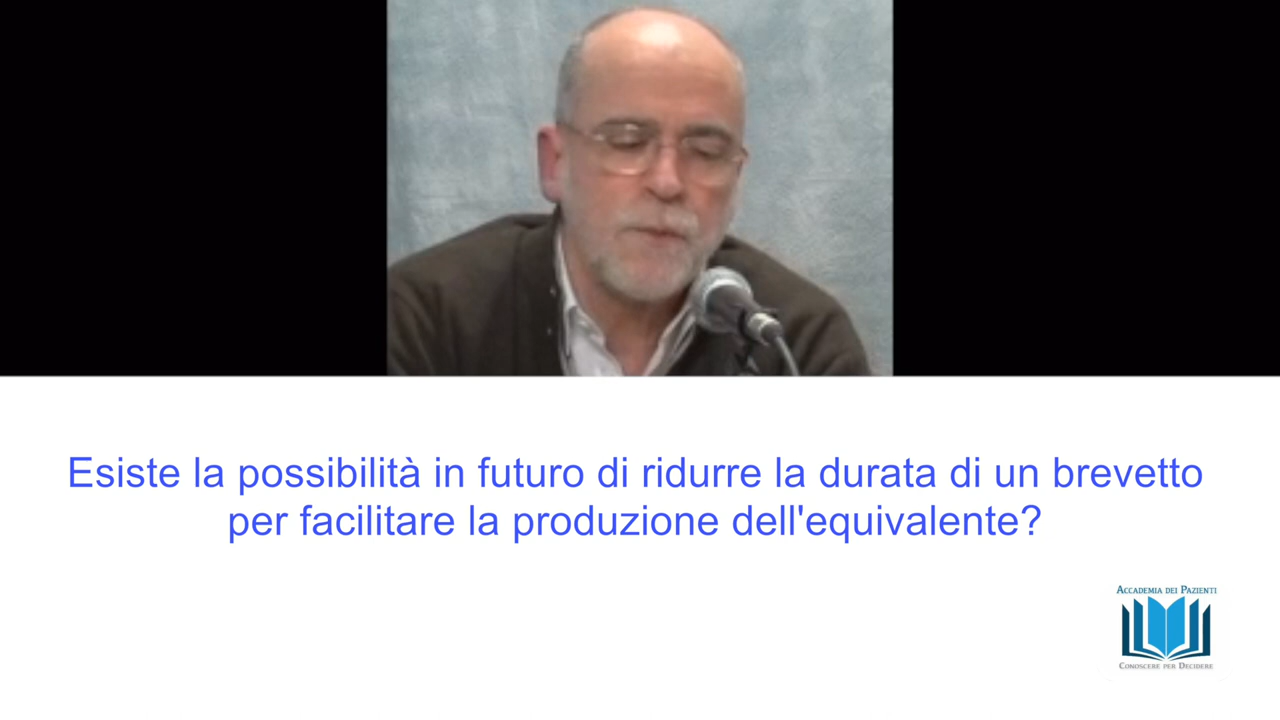 Esiste la possibilità in futuro di ridurre la durata di un brevetto
per facilitare la produzione dell'equivalente?
ACCADEMIA DEI PAZIENTI
CONOSCERE PER DECIDERE